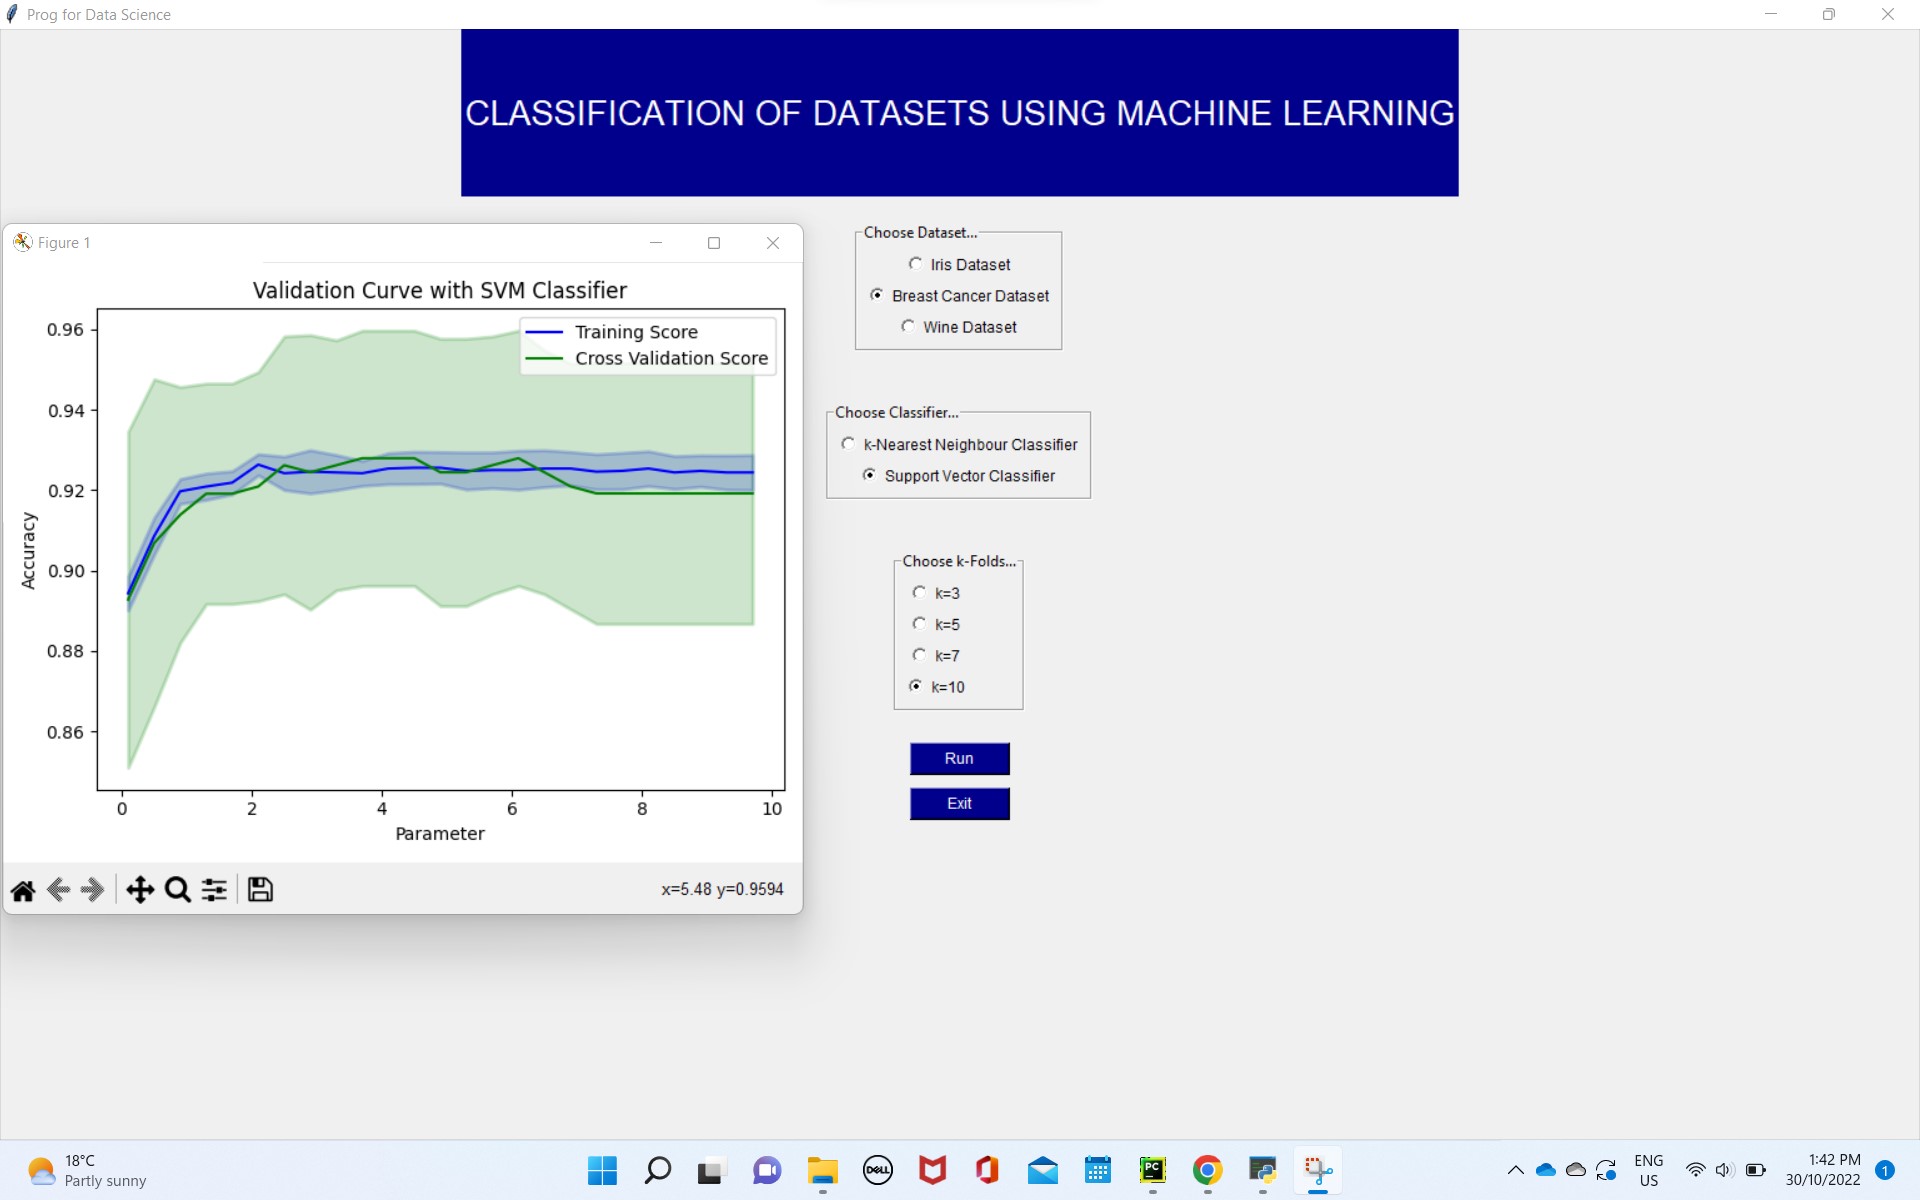 Prog for Data Science
CLASSIFICATION OF DATASETS USING MACHINE LEARNING
Figure 1
Validation Curve with SVM Classifier
Training Score
Cross Validation Score
0.96
0.94
0.92
0.90
0.88
0.86
Accuracy
0 2 4 6 8 10
Parameter
x=5.48 y=0.9594
Choose Dataset...
Iris Dataset
Breast Cancer Dataset
Wine Dataset
Choose Classifier...
k-Nearest Neighbour Classifier
Support Vector Classifier
Choose k-Folds...
k=3
k=5
k=7
k=10
Run
Exit
18°C
Partly sunny
DELL
PC
ENG
US
1:42 PM
30/10/2022
1